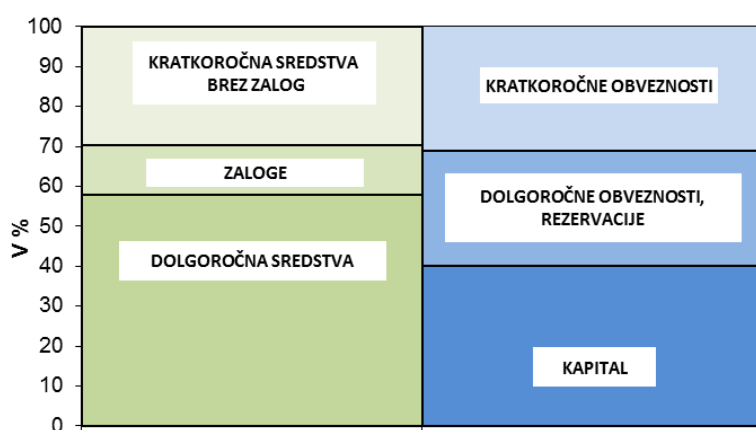 100
90
80
70
60
50
40
30
20
10
0
V %
KRATKOROČNA SREDSTVA
BREZ ZALOG
ZALOGE
DOLGOROČNA SREDSTVA
KRATKOROČNE OBVEZNOSTI
DOLGOROČNE OBVEZNOSTI,
REZERVACIJE
KAPITAL